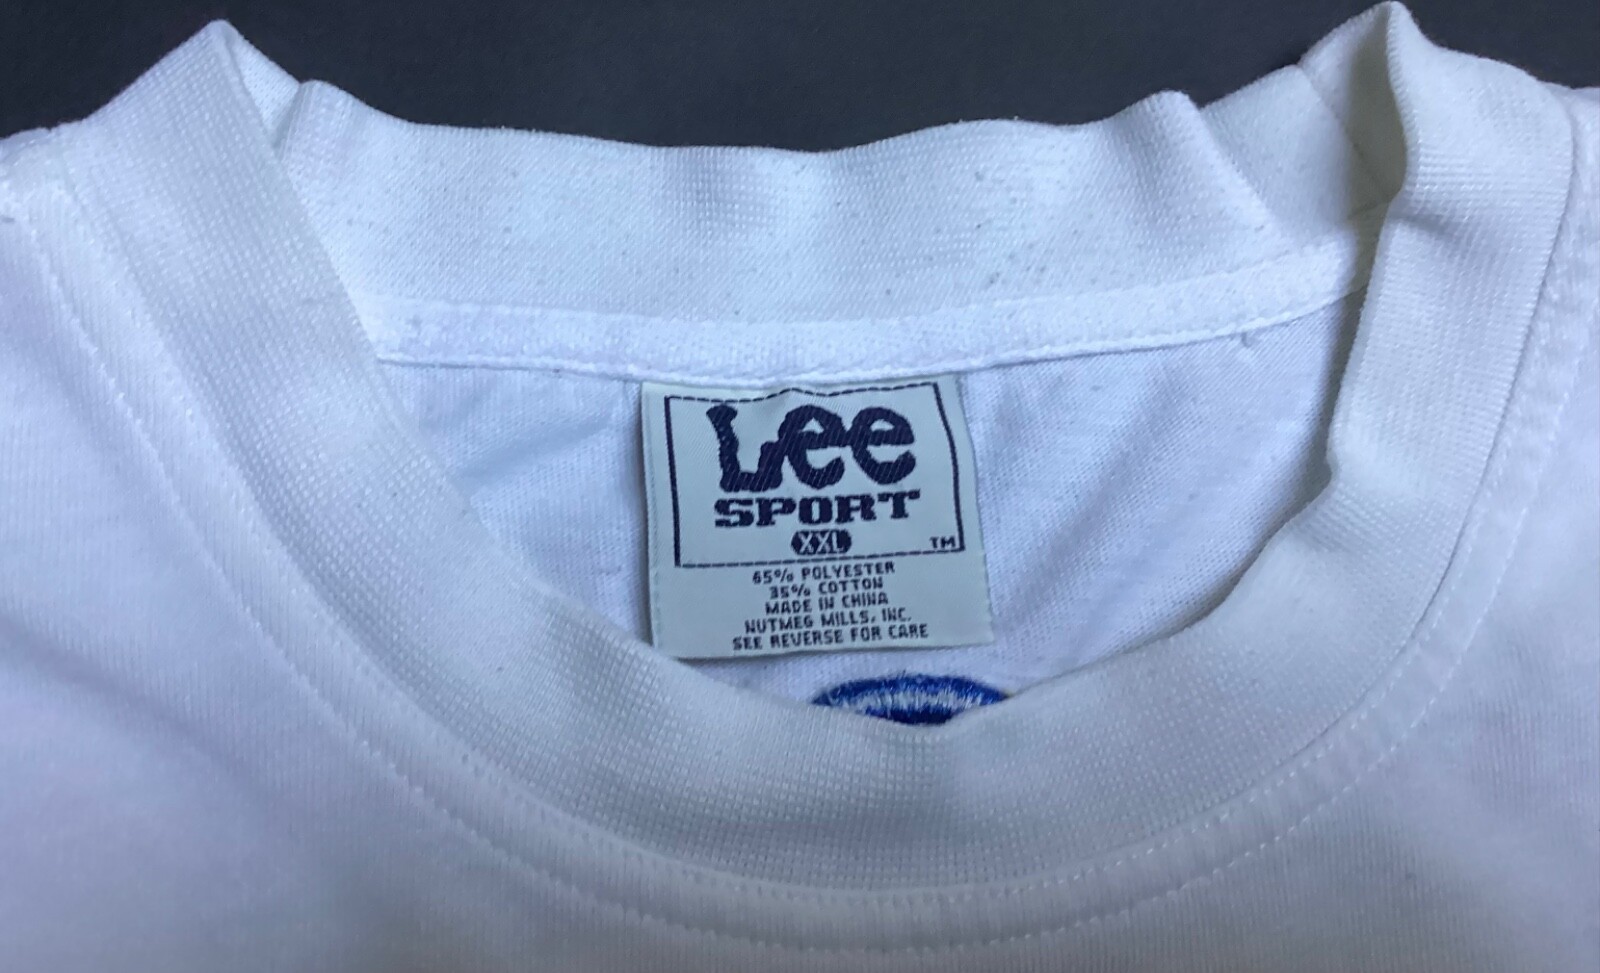 Lee
SPORT
XXL
TM
65% POLYESTER
35% COTTON
MADE IN CHINA
NUTMEG MILLS, INC.
SEE REVERSE FOR CARE